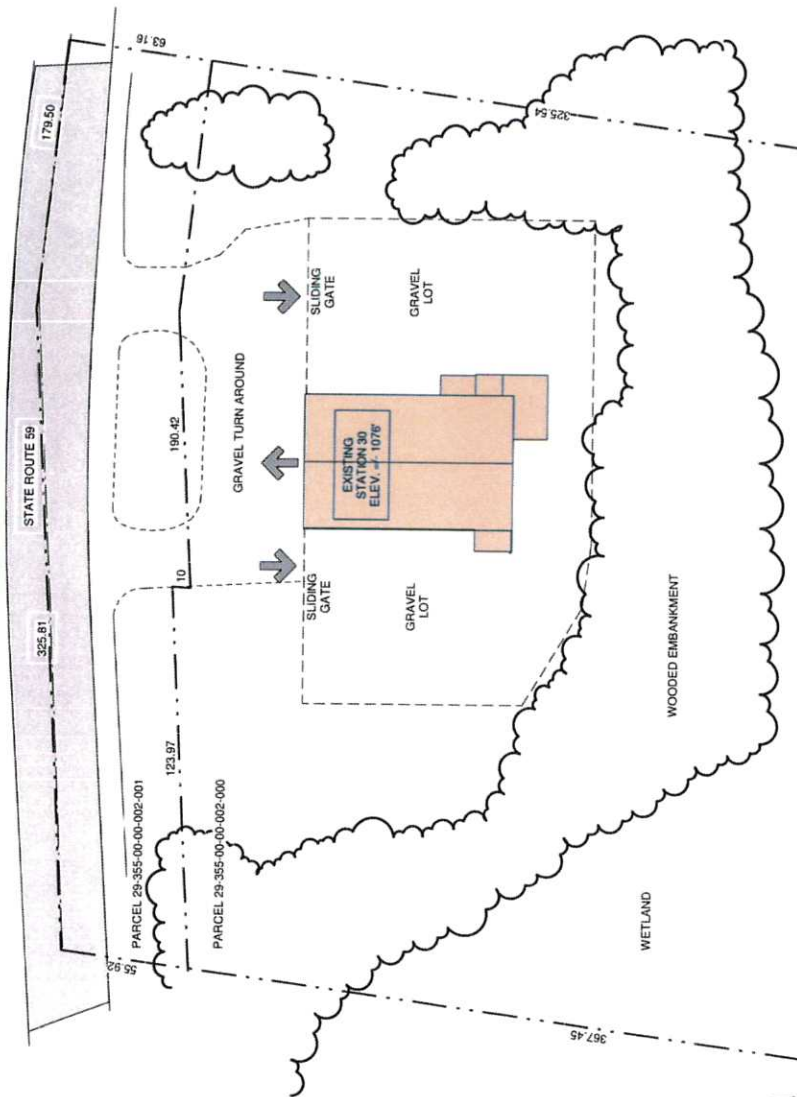 STATE ROUTE 59
325.81
179.50
63.16
55.92
123.97
10
190.42
PARCEL 29-355-00-00-002-001
PARCEL 29-355-00-00-002-000
GRAVEL TURN AROUND
SLIDING
GATE
SLIDING
GATE
EXISTING
STATION 30
ELEV. =/- 1076'
GRAVEL
LOT
GRAVEL
LOT
325.54
WOODED EMBANKMENT
WETLAND
367.45